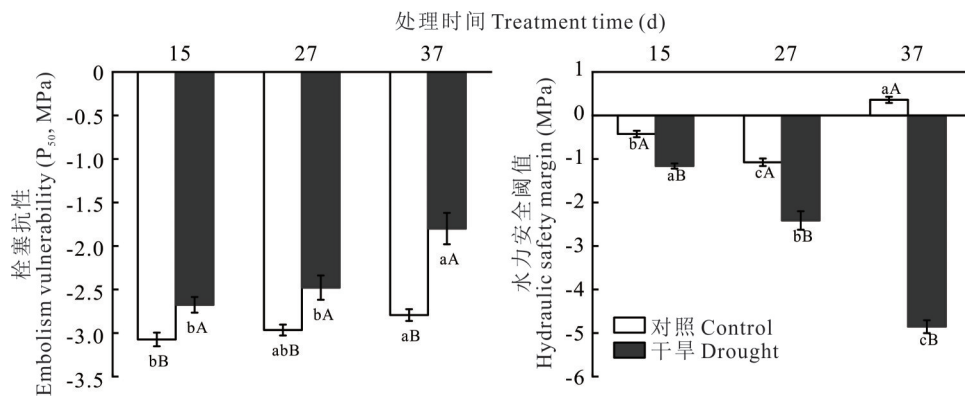 处理时间 Treatment time (d)
15 27 37
15 27 37
栓塞抗性
Embolism vulnerability (P50, MPa)
0
-0.5
-1.0
-1.5
-2.0
-2.5
-3.0
-3.5
bB
bA
abB
bA
aB
aA
水力安全阈值
Hydraulic safety margin (MPa)
1
0
-1
-2
-3
-4
-5
-6
bA
aB
cA
bB
aA
cB
对照 Control
干旱 Drought